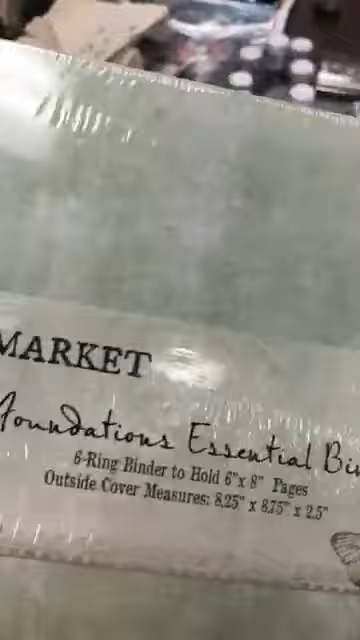 MARKET
Foundations Essential Bi
6-Ring Binder to Hold 6"x 8" Pages
Outside Cover Measures: 8.25" x 8.75" x 2.5"